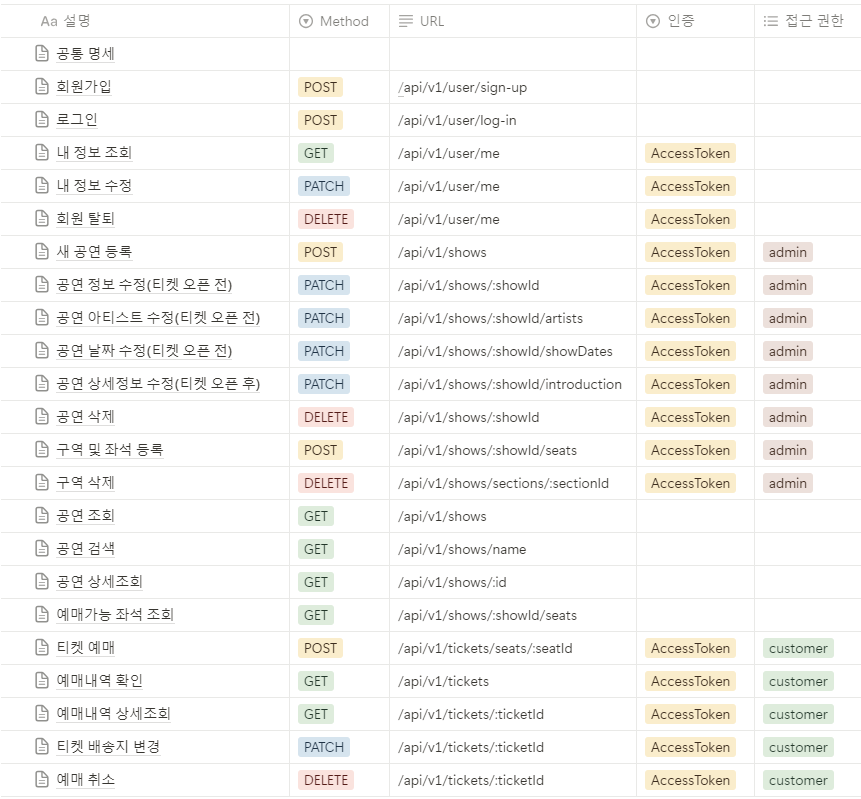 Aa 설명 Method URL 인증 접근 권한
공통 명세
회원가입 POST /api/v1/user/sign-up
로그인 POST /api/v1/user/log-in
내 정보 조회 GET /api/v1/user/me AccessToken
내 정보 수정 PATCH /api/v1/user/me AccessToken
회원 탈퇴 DELETE /api/v1/user/me AccessToken
새 공연 등록 POST /api/v1/shows AccessToken admin
공연 정보 수정(티켓 오픈 전) PATCH /api/v1/shows/:showId AccessToken admin
공연 아티스트 수정(티켓 오픈 전) PATCH /api/v1/shows/:showId/artists AccessToken admin
공연 날짜 수정(티켓 오픈 전) PATCH /api/v1/shows/:showId/showDates AccessToken admin
공연 상세정보 수정(티켓 오픈 후) PATCH /api/v1/shows/:showId/introduction AccessToken admin
공연 삭제 DELETE /api/v1/shows/:showId AccessToken admin
구역 및 좌석 등록 POST /api/v1/shows/:showId/seats AccessToken admin
구역 삭제 DELETE /api/v1/shows/sections/:sectionId AccessToken admin
공연 조회 GET /api/v1/shows
공연 검색 GET /api/v1/shows/name
공연 상세조회 GET /api/v1/shows/:id
예매가능 좌석 조회 GET /api/v1/shows/:showId/seats
티켓 예매 POST /api/v1/tickets/seats/:seatId AccessToken customer
예매내역 확인 GET /api/v1/tickets AccessToken customer
예매내역 상세조회 GET /api/v1/tickets/:ticketId AccessToken customer
티켓 배송지 변경 PATCH /api/v1/tickets/:ticketId AccessToken customer
예매 취소 DELETE /api/v1/tickets/:ticketId AccessToken customer